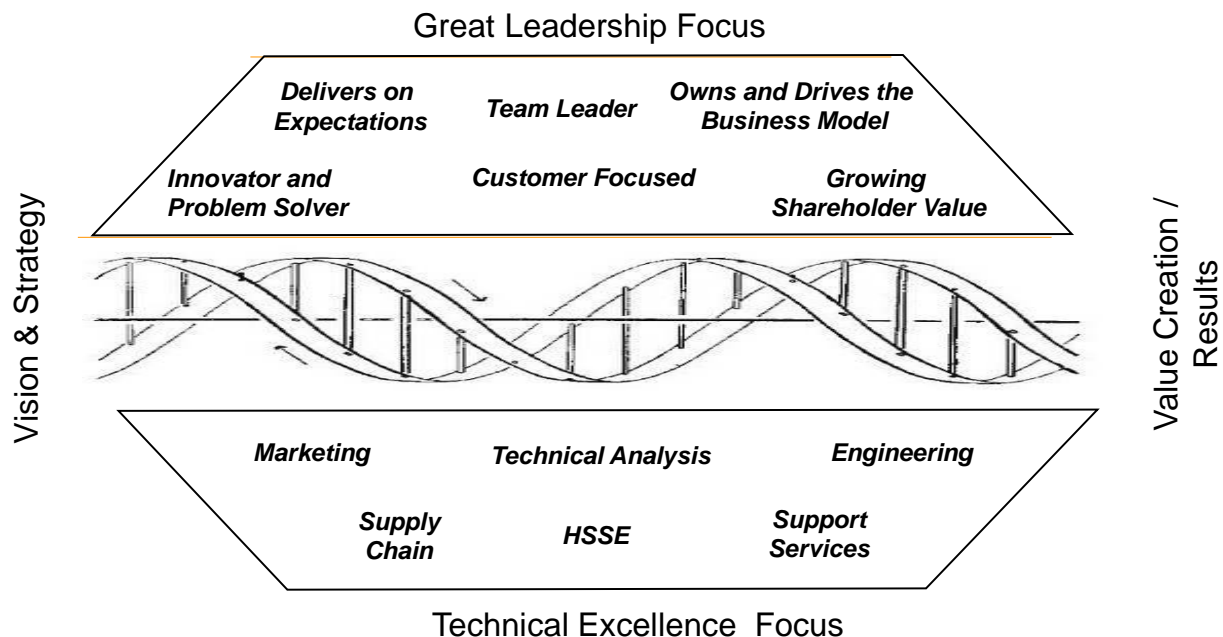 Great Leadership Focus
Delivers on
Expectations
Team Leader
Owns and Drives the
Business Model
Innovator and
Problem Solver
Customer Focused
Growing
Shareholder Value
Vision & Strategy
Value Creation /
Results
Marketing
Technical Analysis
Engineering
Supply
Chain
HSSE
Support
Services
Technical Excellence  Focus